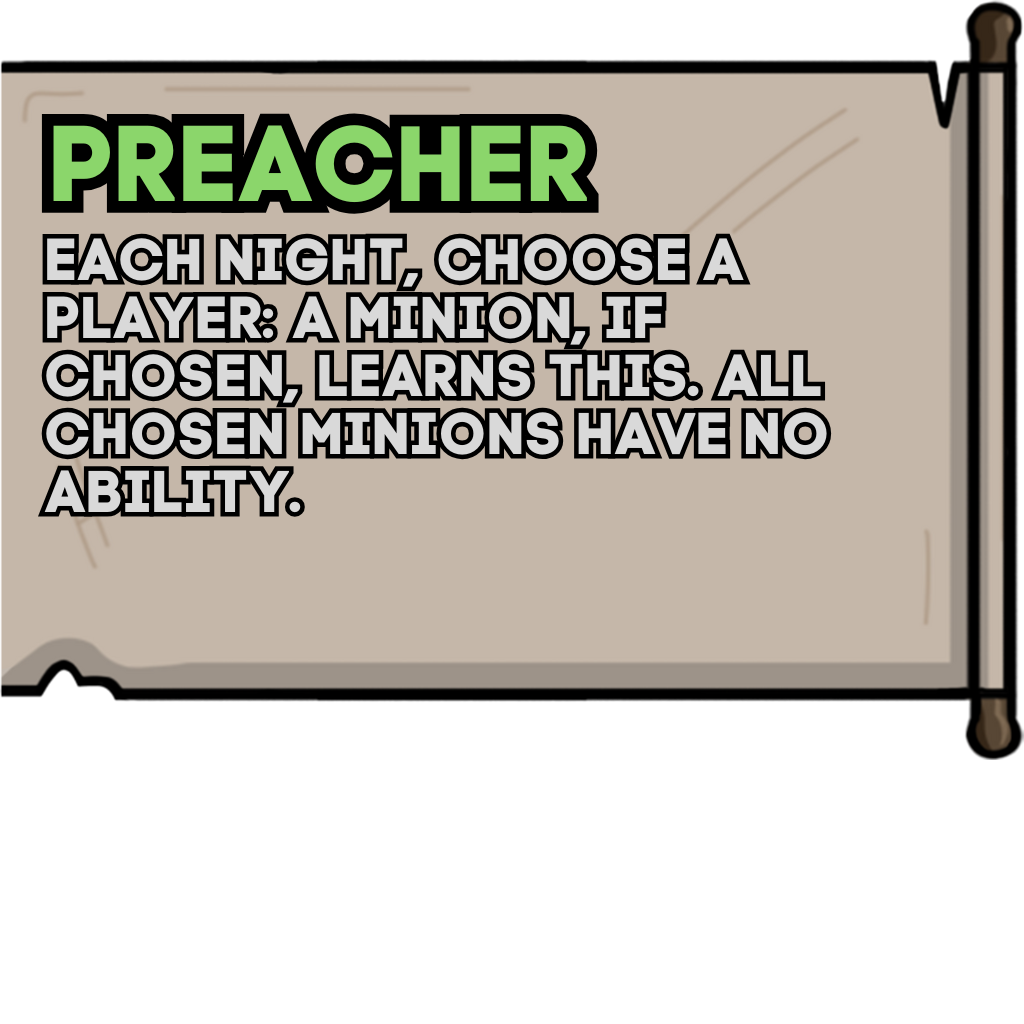 PREACHER
EACH NIGHT, CHOOSE A
PLAYER: A MINION, IF
CHOSEN, LEARNS THIS. ALL
CHOSEN MINIONS HAVE NO
ABILITY.